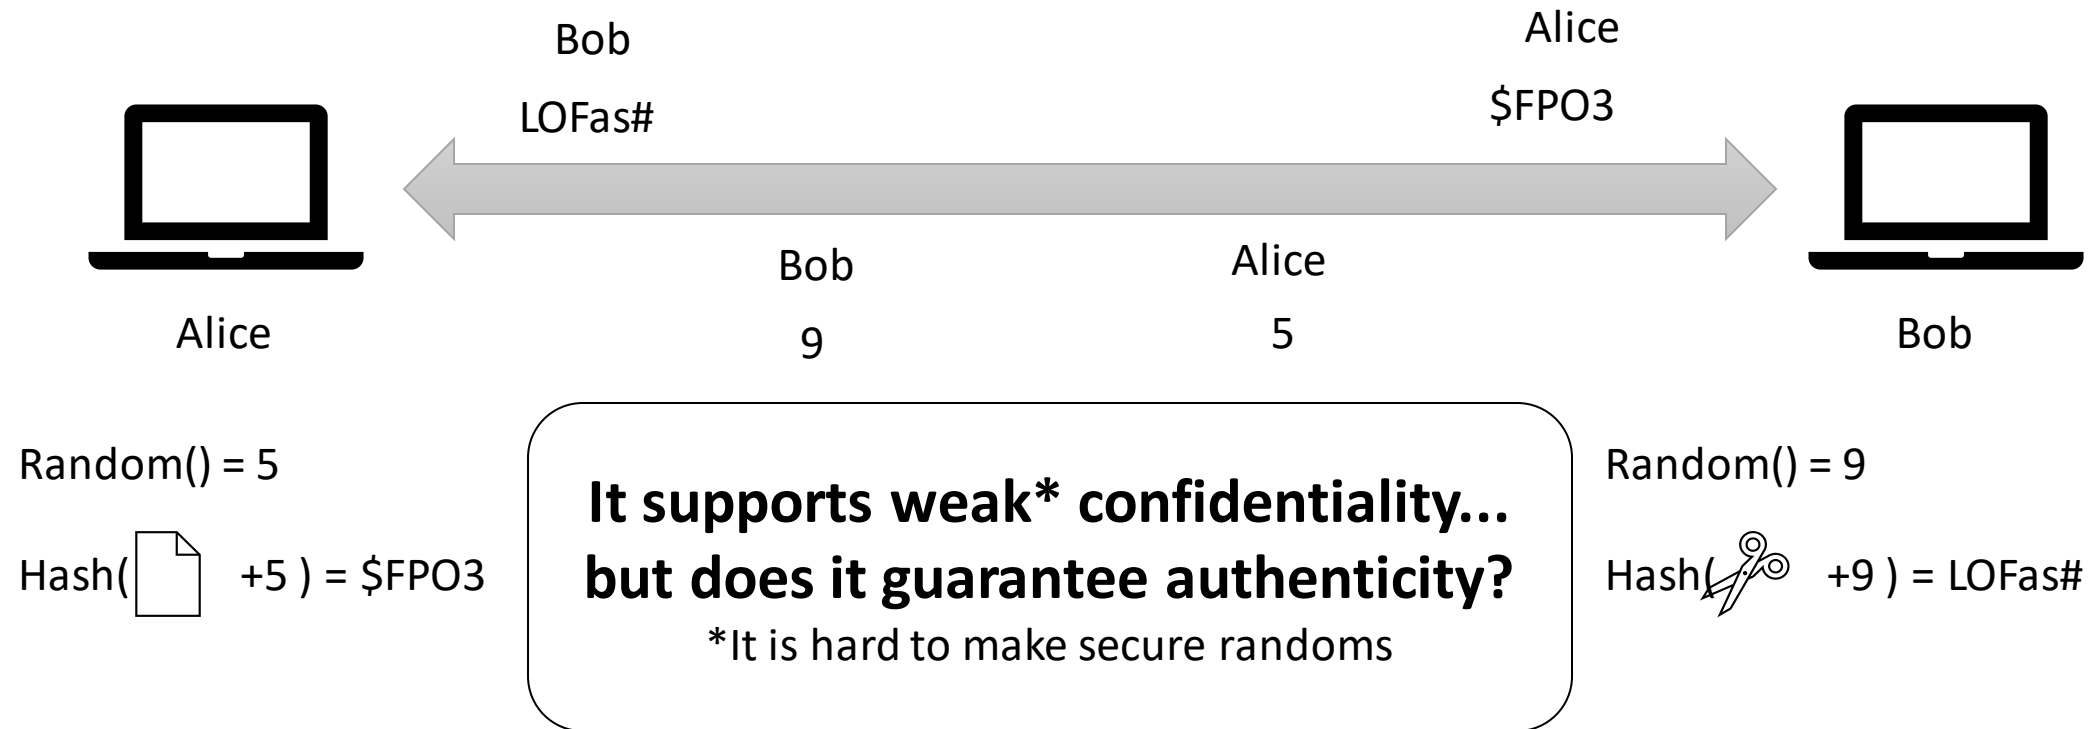 Bob
LOFas#
Alice
$FPO3
Bob
9
Alice
5
Alice
Bob
Random() = 5
Hash( +5 ) = $FPO3
It supports weak* confidentiality...
but does it guarantee authenticity?
*It is hard to make secure randoms
Random() = 9
Hash( +9 ) = LOFas#